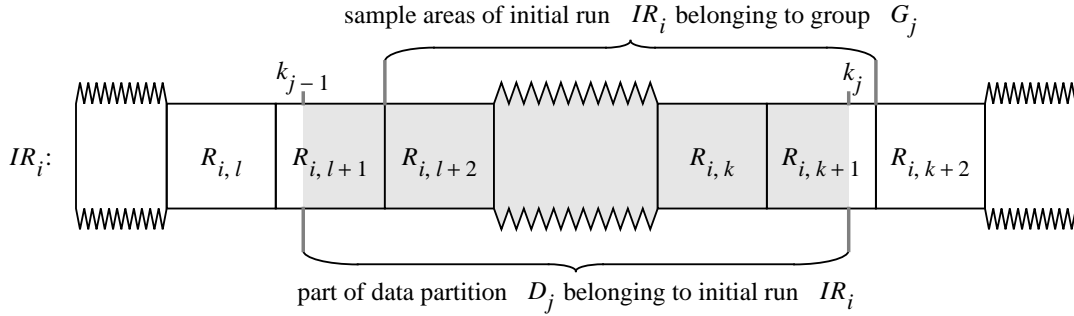 sample areas of initial run IR_i belonging to group G_j
k_{j – 1} k_j
IR_i: R_{i, l} R_{i, l + 1} R_{i, l + 2} R_{i, k} R_{i, k + 1} R_{i, k + 2}
part of data partition D_j belonging to initial run IR_i